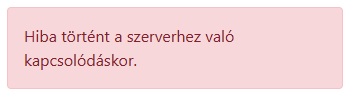 Hiba történt a szerverhez való
kapcsolódáskor.